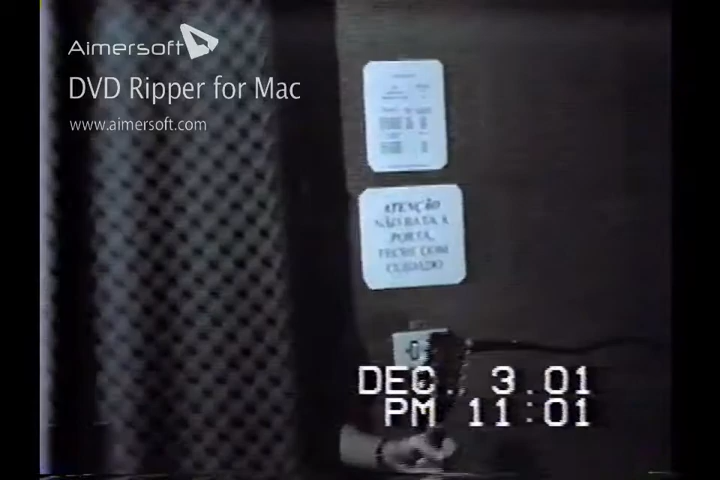 Aimersoft
DVD Ripper for Mac
www.aimersoft.com
ATENÇÃO
NÃO BATA A
PORTA,
FECHE COM
CUIDADO
DEC. 3.01
PM 11:01